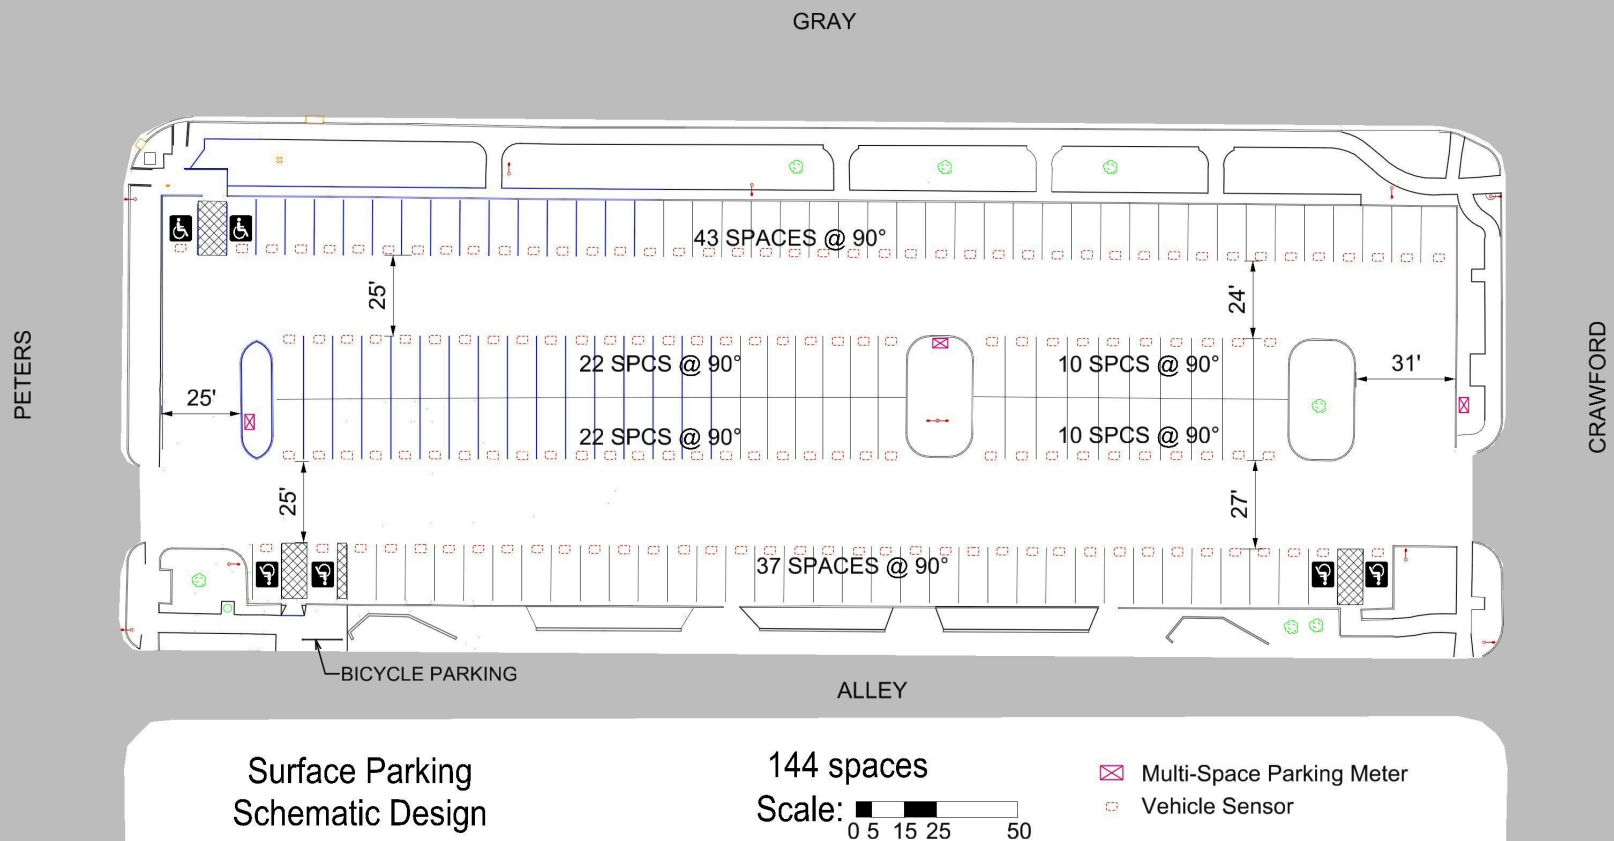 GRAY
PETERS
CRAWFORD
43 SPACES @ 90°
25'
24'
22 SPCS @ 90°
10 SPCS @ 90°
25'
31'
22 SPCS @ 90°
10 SPCS @ 90°
25'
27'
37 SPACES @ 90°
BICYCLE PARKING
ALLEY
Surface Parking
Schematic Design
144 spaces
Scale:
0 5 15 25 50
Multi-Space Parking Meter
Vehicle Sensor